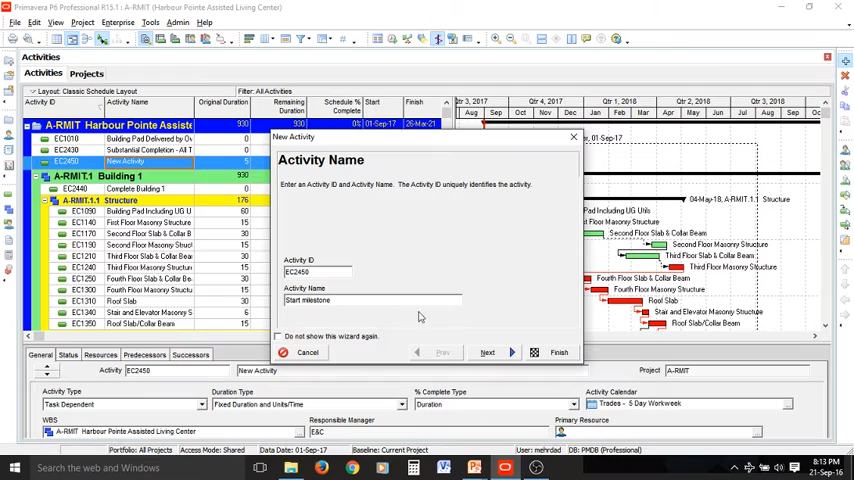 Primavera P6 Professional R15.1 : A-RMIT (Harbour Pointe Assisted Living Center)
File Edit View Project Enterprise Tools Admin Help
Activities
Activities Projects
Layout: Classic Schedule Layout Filter: All Activities
Activity ID Activity Name Original Duration Remaining Duration Schedule % Complete Start Finish
Qtr 3, 2017 Qtr 4, 2017 Qtr 1, 2018 Qtr 2, 2018 Qtr 3, 2018
Aug Sep Oct Nov Dec Jan Feb Mar Apr May Jun Jul Aug Sep
A-RMIT Harbour Pointe Assiste 930 930 0% 01-Sep-17 26-Mar-21
EC1010 Building Pad Delivered by Ow 0
EC2430 Substantial Completion - All T 0
EC2450 New Activity 5
A-RMIT.1 Building 1 930
EC2440 Complete Building 1 0
A-RMIT.1.1 Structure 176
EC1090 Building Pad Including UG U 60
EC1140 First Floor Masonry Structure 30
EC1170 Second Floor Slab & Collar B 30
EC1190 Second Floor Masonry Struct 20
EC1210 Third Floor Slab & Collar Bea 30
EC1240 Third Floor Masonry Structure 20
EC1250 Fourth Floor Slab & Collar Be 30
EC1300 Fourth Floor Masonry Structu 20
EC1310 Roof Slab 30
EC1340 Stair and Elevator Masonry S 6
EC1350 Roof Slab/Collar Beam 15
, 01-Sep-17
04-May-18, A-RMIT.1.1 Structure
Pad Including UG Utils
Floor Masonry Structure
Second Floor Slab & Collar Beam
Second Floor Masonry Structure
Third Floor Slab & Collar Beam
Third Floor Masonry Structure
Fourth Floor Slab & Collar Beam
Fourth Floor Masonry Structure
Roof Slab
Stair and Elevator Masonry Structure
Roof Slab/Collar Beam
New Activity
Activity Name
Enter an Activity ID and Activity Name. The Activity ID uniquely identifies the activity.
Activity ID
EC2450
Activity Name
Start milestone
Do not show this wizard again.
Cancel Prev Next Finish
General Status Resources Predecessors Successors
Activity EC2450 New Activity Project A-RMIT
Activity Type Duration Type % Complete Type Activity Calendar
Task Dependent Fixed Duration and Units/Time Duration Trades - 5 Day Workweek
WBS Responsible Manager Primary Resource
A-RMIT Harbour Pointe Assisted Living Center E&C
Portfolio: All Projects Access Mode: Shared Data Date: 01-Sep-17 Baseline: Current Project User: mehrdad DB: PMDB (Professional)
Search the web and Windows
8:13 PM
21-Sep-16